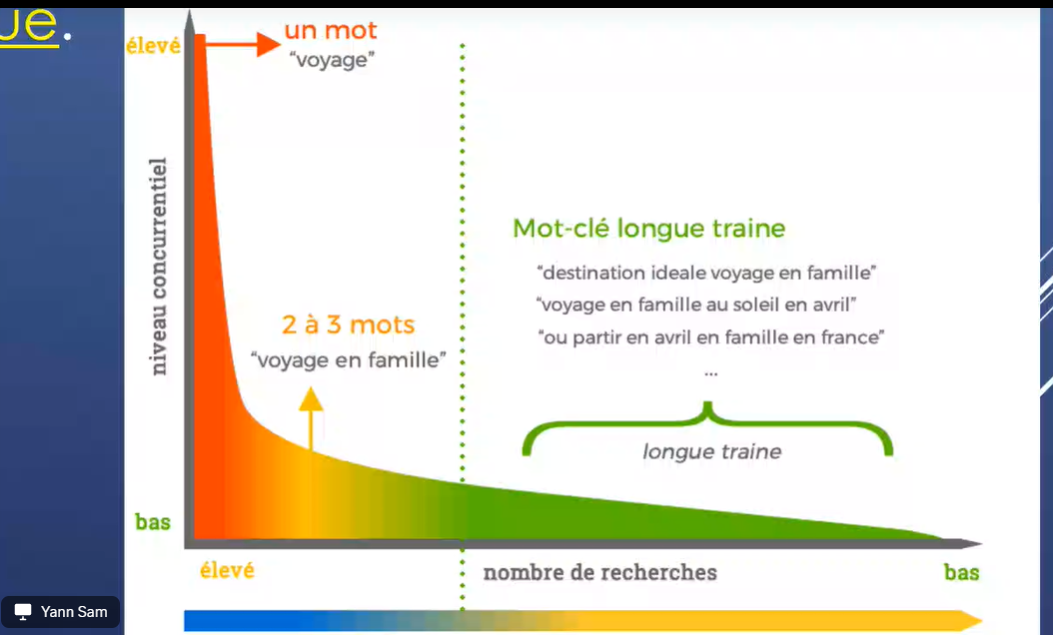 ue.
élevé
un mot
“voyage”
niveau concurrentiel
Mot-clé longue traine
“destination ideale voyage en famille”
“voyage en famille au soleil en avril”
“ou partir en avril en famille en france”
...
2 à 3 mots
“voyage en famille”
longue traine
bas
élevé
nombre de recherches
bas
Yann Sam